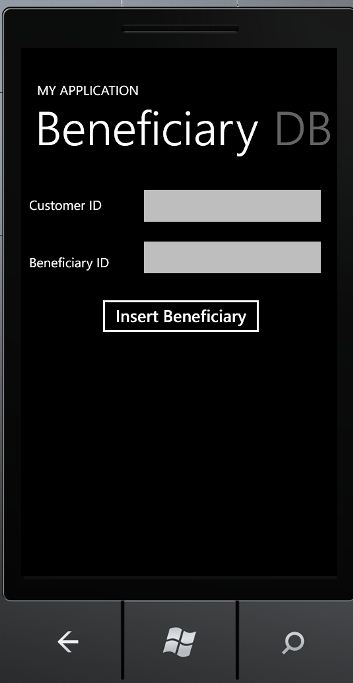 MY APPLICATION
Beneficiary DB
Customer ID
Beneficiary ID
Insert Beneficiary